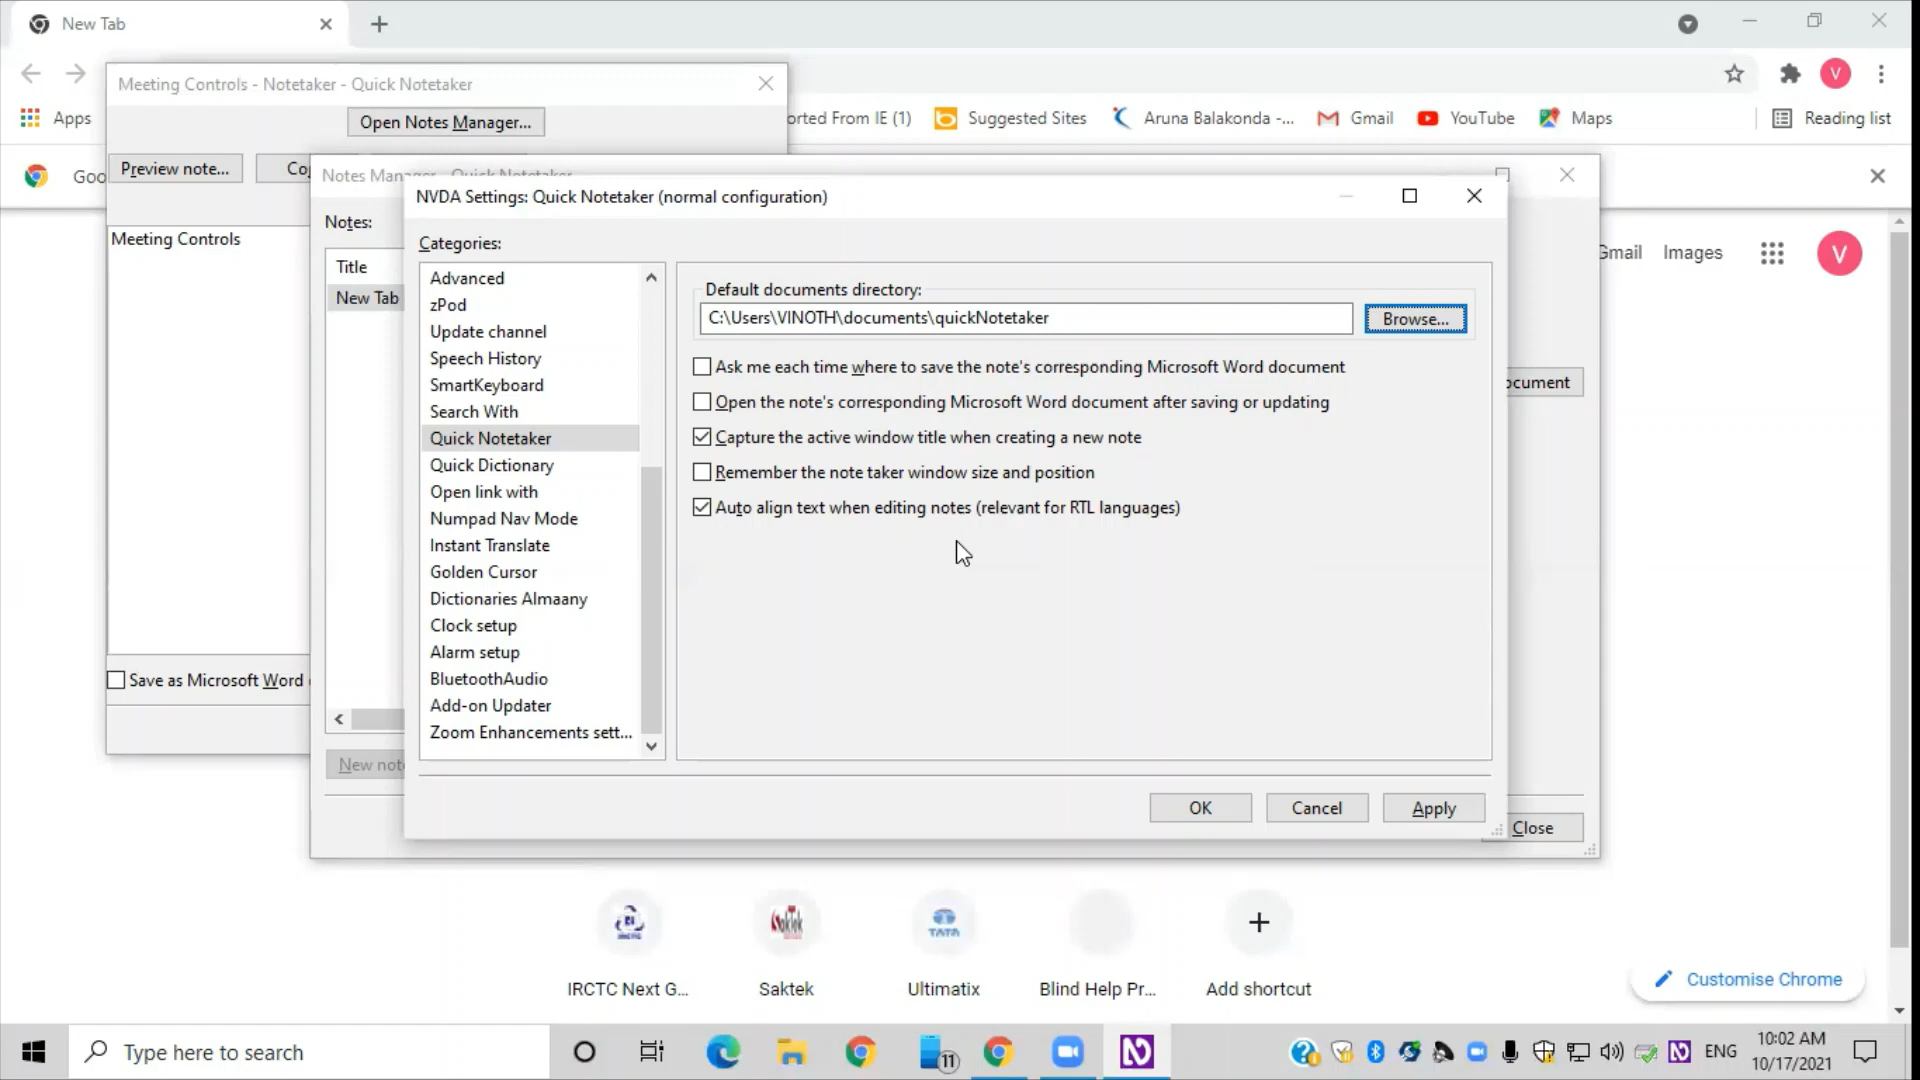 New Tab
Meeting Controls - Notetaker - Quick Notetaker
Open Notes Manager...
Apps
orted From IE (1)
Suggested Sites
Aruna Balakonda -...
Gmail
YouTube
Maps
Reading list
Goo
Preview note...
Co
Notes Manager - Quick Notetaker
NVDA Settings: Quick Notetaker (normal configuration)
Notes:
Categories:
Meeting Controls
Title
New Tab
Gmail
Images
V
V
Advanced
zPod
Update channel
Speech History
SmartKeyboard
Search With
Quick Notetaker
Quick Dictionary
Open link with
Numpad Nav Mode
Instant Translate
Golden Cursor
Dictionaries Almaany
Clock setup
Alarm setup
BluetoothAudio
Add-on Updater
Zoom Enhancements sett...
Default documents directory:
C:\Users\VINOTH\documents\quickNotetaker
Browse...
Ask me each time where to save the note's corresponding Microsoft Word document
Open the note's corresponding Microsoft Word document after saving or updating
Capture the active window title when creating a new note
Remember the note taker window size and position
Auto align text when editing notes (relevant for RTL languages)
ocument
Save as Microsoft Word
New not
OK
Cancel
Apply
Close
IRCTC Next G...
Saktek
TATA
Ultimatix
Blind Help Pr...
Add shortcut
Customise Chrome
Type here to search
11
ENG
10:02 AM
10/17/2021